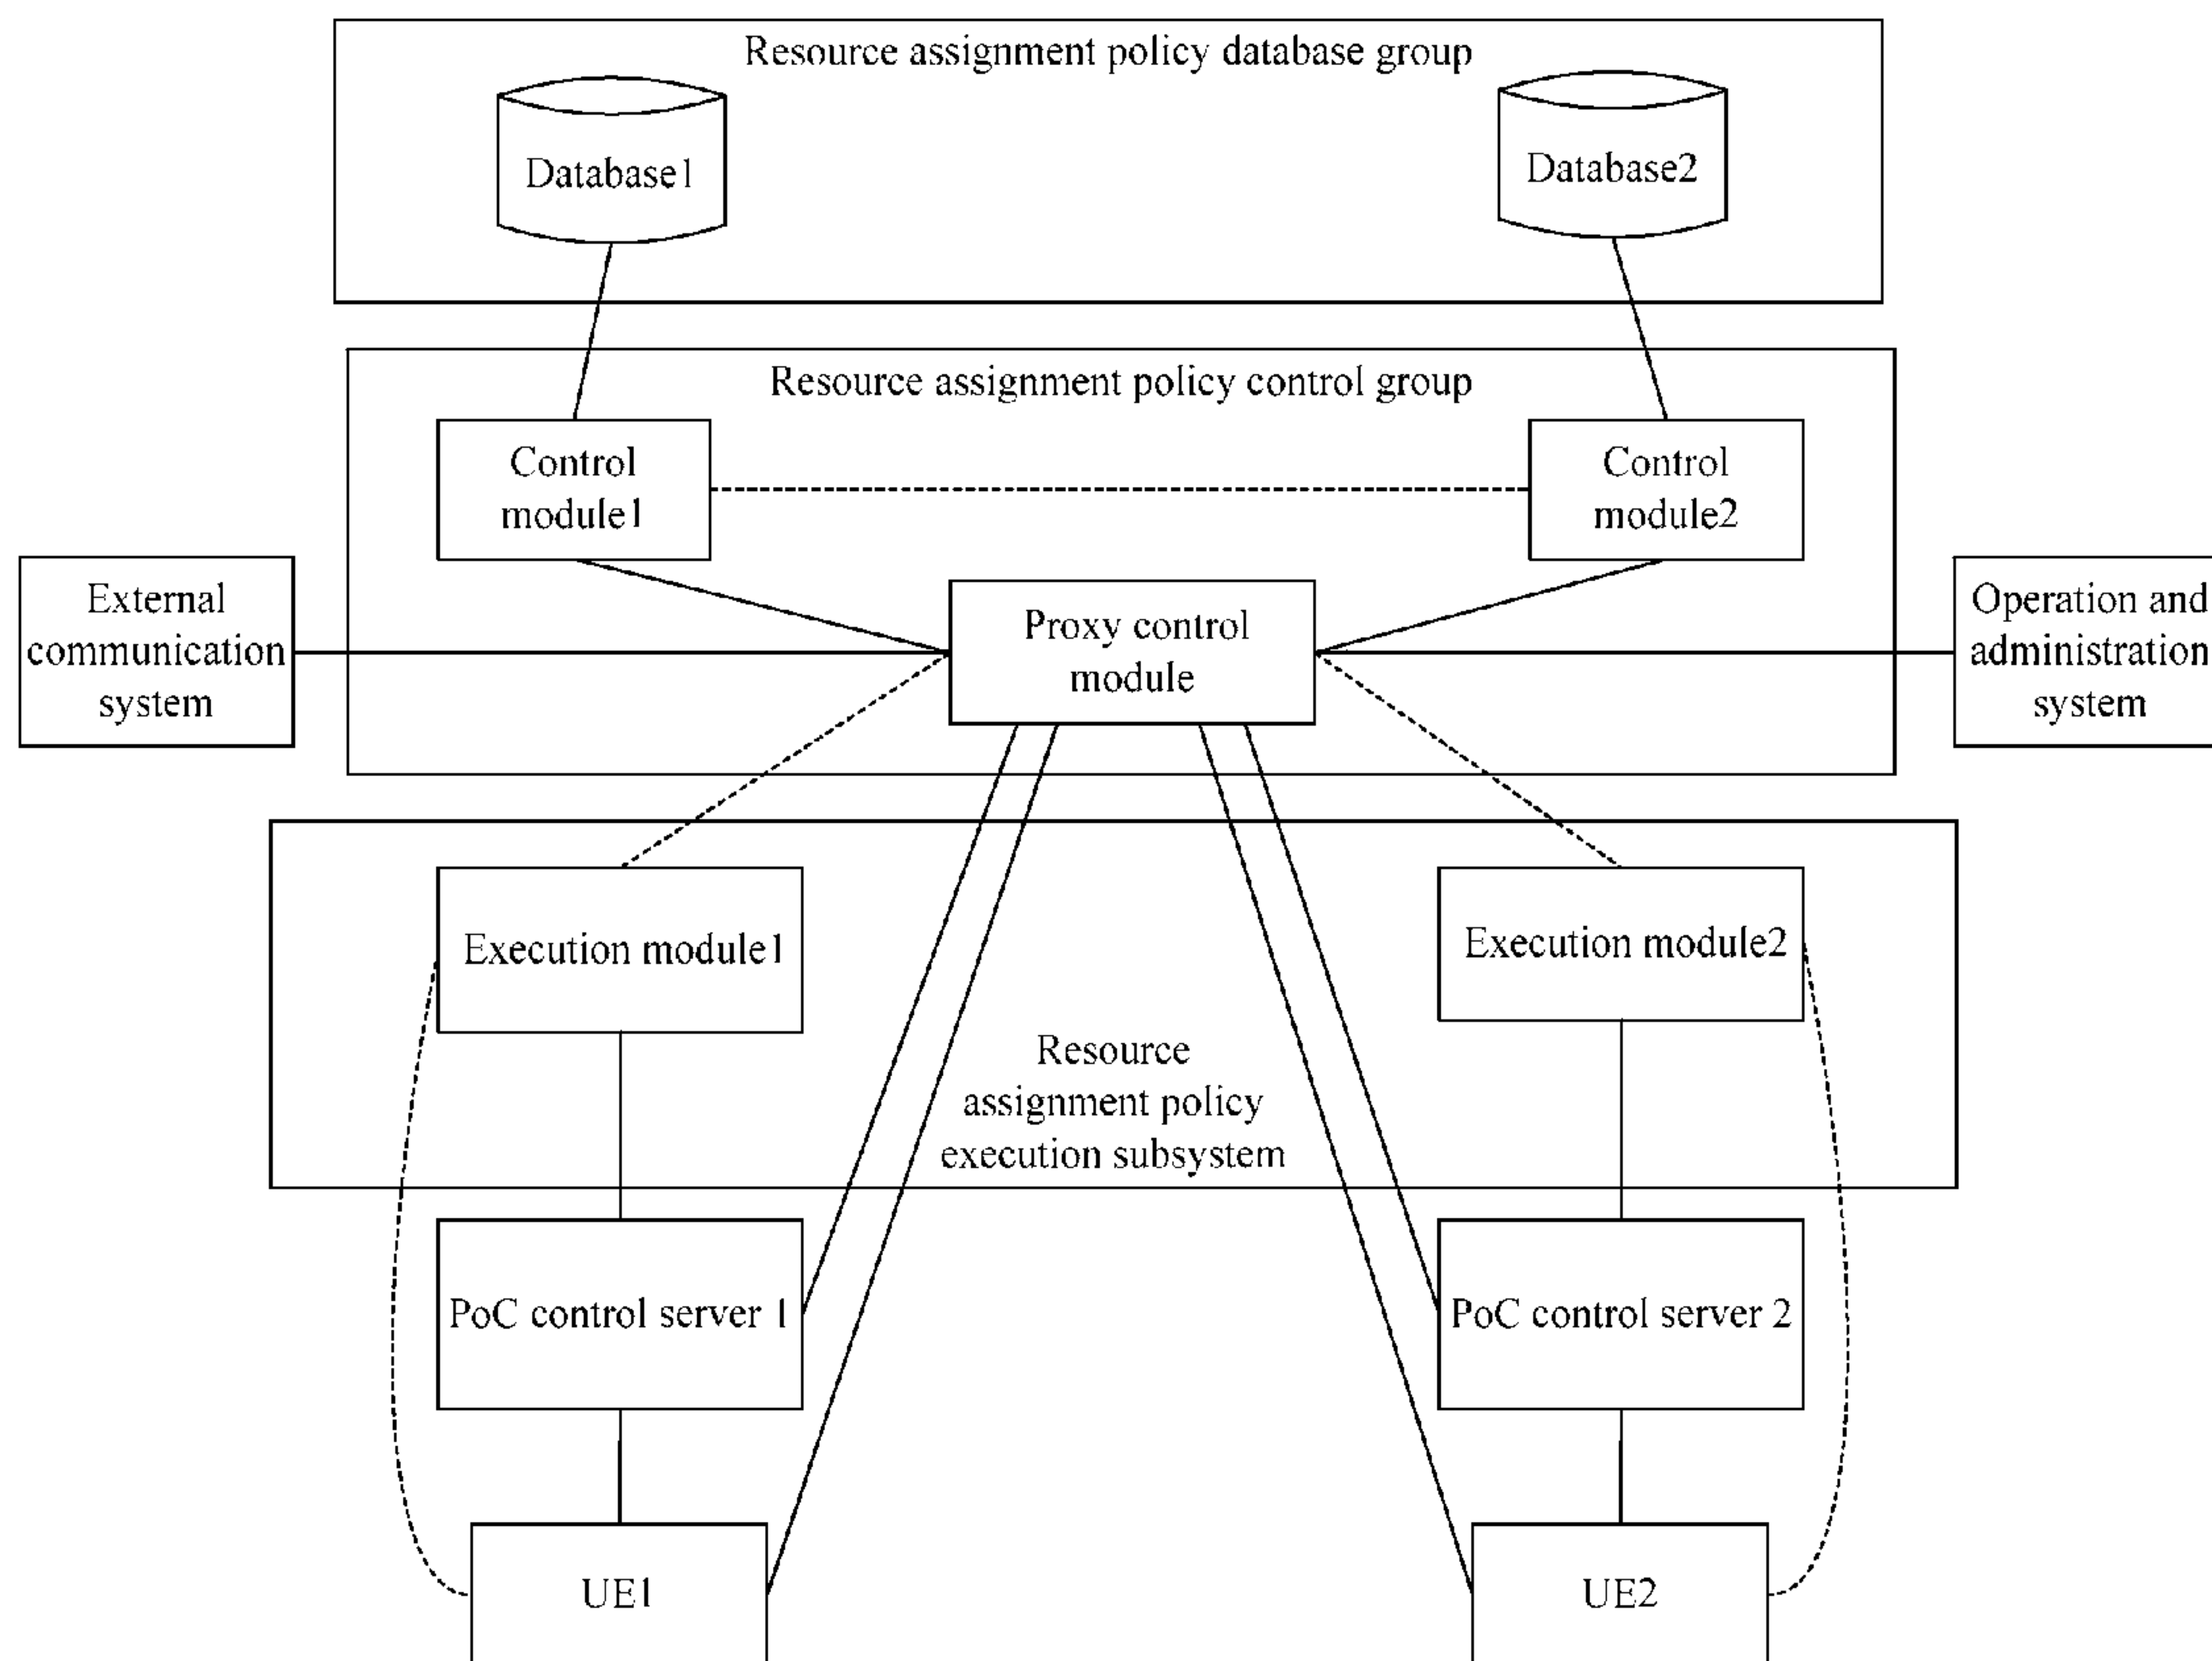 Resource assignment policy database group
Database1
Database2
Resource assignment policy control group
Control
module1
Control
module2
External
communication
system
Proxy control
module
Operation and
administration
system
Execution module1
Execution module2
Resource
assignment policy
execution subsystem
PoC control server 1
PoC control server 2
UE1
UE2